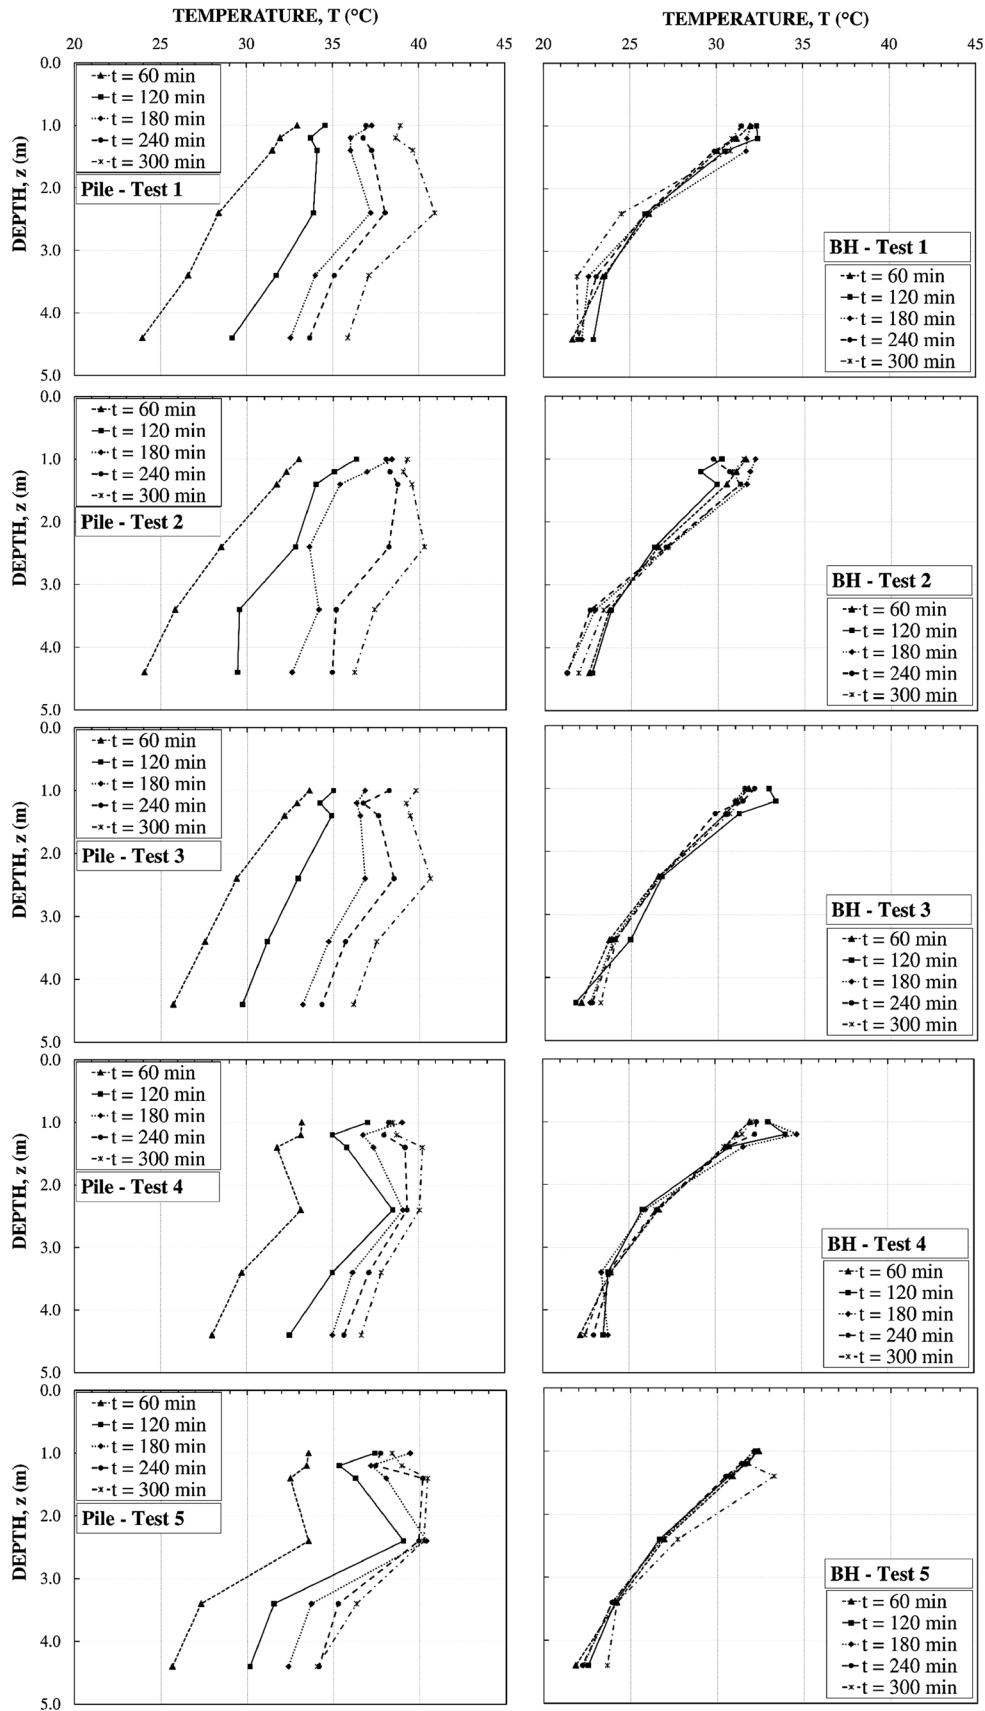 TEMPERATURE, T (°C)
20 25 30 35 40 45
DEPTH, z (m)
0.0
1.0
2.0
3.0
4.0
5.0
t = 60 min
t = 120 min
t = 180 min
t = 240 min
t = 300 min
Pile - Test 1
TEMPERATURE, T (°C)
20 25 30 35 40 45
BH - Test 1
t = 60 min
t = 120 min
t = 180 min
t = 240 min
t = 300 min
DEPTH, z (m)
0.0
1.0
2.0
3.0
4.0
5.0
t = 60 min
t = 120 min
t = 180 min
t = 240 min
t = 300 min
Pile - Test 2
BH - Test 2
t = 60 min
t = 120 min
t = 180 min
t = 240 min
t = 300 min
DEPTH, z (m)
0.0
1.0
2.0
3.0
4.0
5.0
t = 60 min
t = 120 min
t = 180 min
t = 240 min
t = 300 min
Pile - Test 3
BH - Test 3
t = 60 min
t = 120 min
t = 180 min
t = 240 min
t = 300 min
DEPTH, z (m)
0.0
1.0
2.0
3.0
4.0
5.0
t = 60 min
t = 120 min
t = 180 min
t = 240 min
t = 300 min
Pile - Test 4
BH - Test 4
t = 60 min
t = 120 min
t = 180 min
t = 240 min
t = 300 min
DEPTH, z (m)
0.0
1.0
2.0
3.0
4.0
5.0
t = 60 min
t = 120 min
t = 180 min
t = 240 min
t = 300 min
Pile - Test 5
BH - Test 5
t = 60 min
t = 120 min
t = 180 min
t = 240 min
t = 300 min